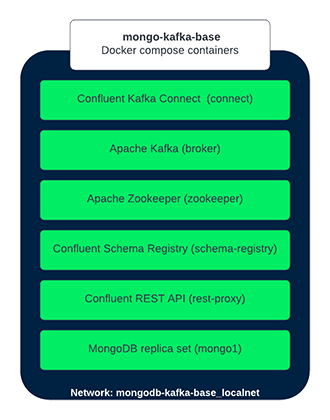 mongo-kafka-base
Docker compose containers
Confluent Kafka Connect  (connect)
Apache Kafka (broker)
Apache Zookeeper (zookeeper)
Confluent Schema Registry (schema-registry)
Confluent REST API (rest-proxy)
MongoDB replica set (mongo1)
Network: mongodb-kafka-base_localnet